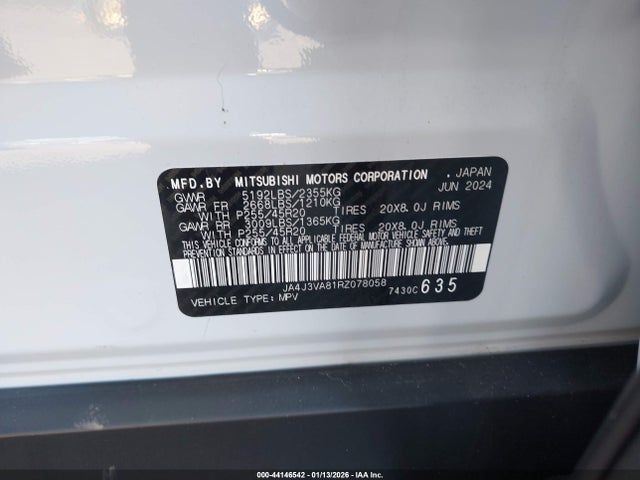 MFD.BY MITSUBISHI MOTORS CORPORATION. JAPAN
GVWR 5192LBS/2355KG JUN 2024
GAWR FR 2668LBS/1210KG
WITH P255/45R20 TIRES 20X8.0J RIMS
GAWR RR 3009LBS/1365KG
WITH P255/45R20 TIRES 20X8.0J RIMS
THIS VEHICLE CONFORMS TO ALL APPLICABLE
FEDERAL MOTOR VEHICLE SAFETY AND THEFT
PREVENTION STANDARDS IN EFFECT ON THE DATE
OF MANUFACTURE SHOWN ABOVE.
JA4J3VA81RZ078058
VEHICLE TYPE: MPV 7430C 635
000-44146542 - 01/13/2026 - IAA, Inc.